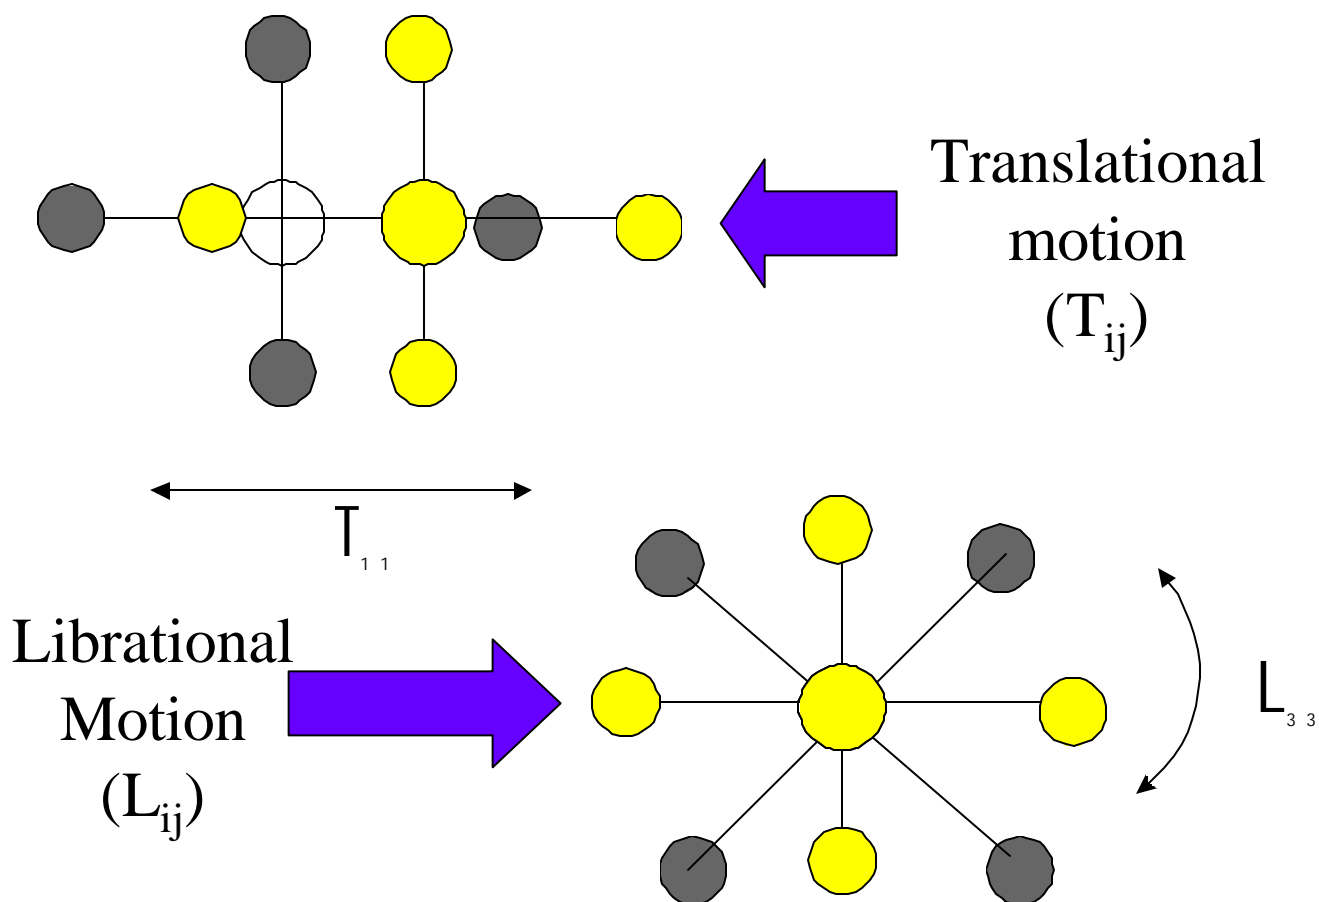 Translational
motion
(Tij)
T11
Librational
Motion
(Lij)
L33